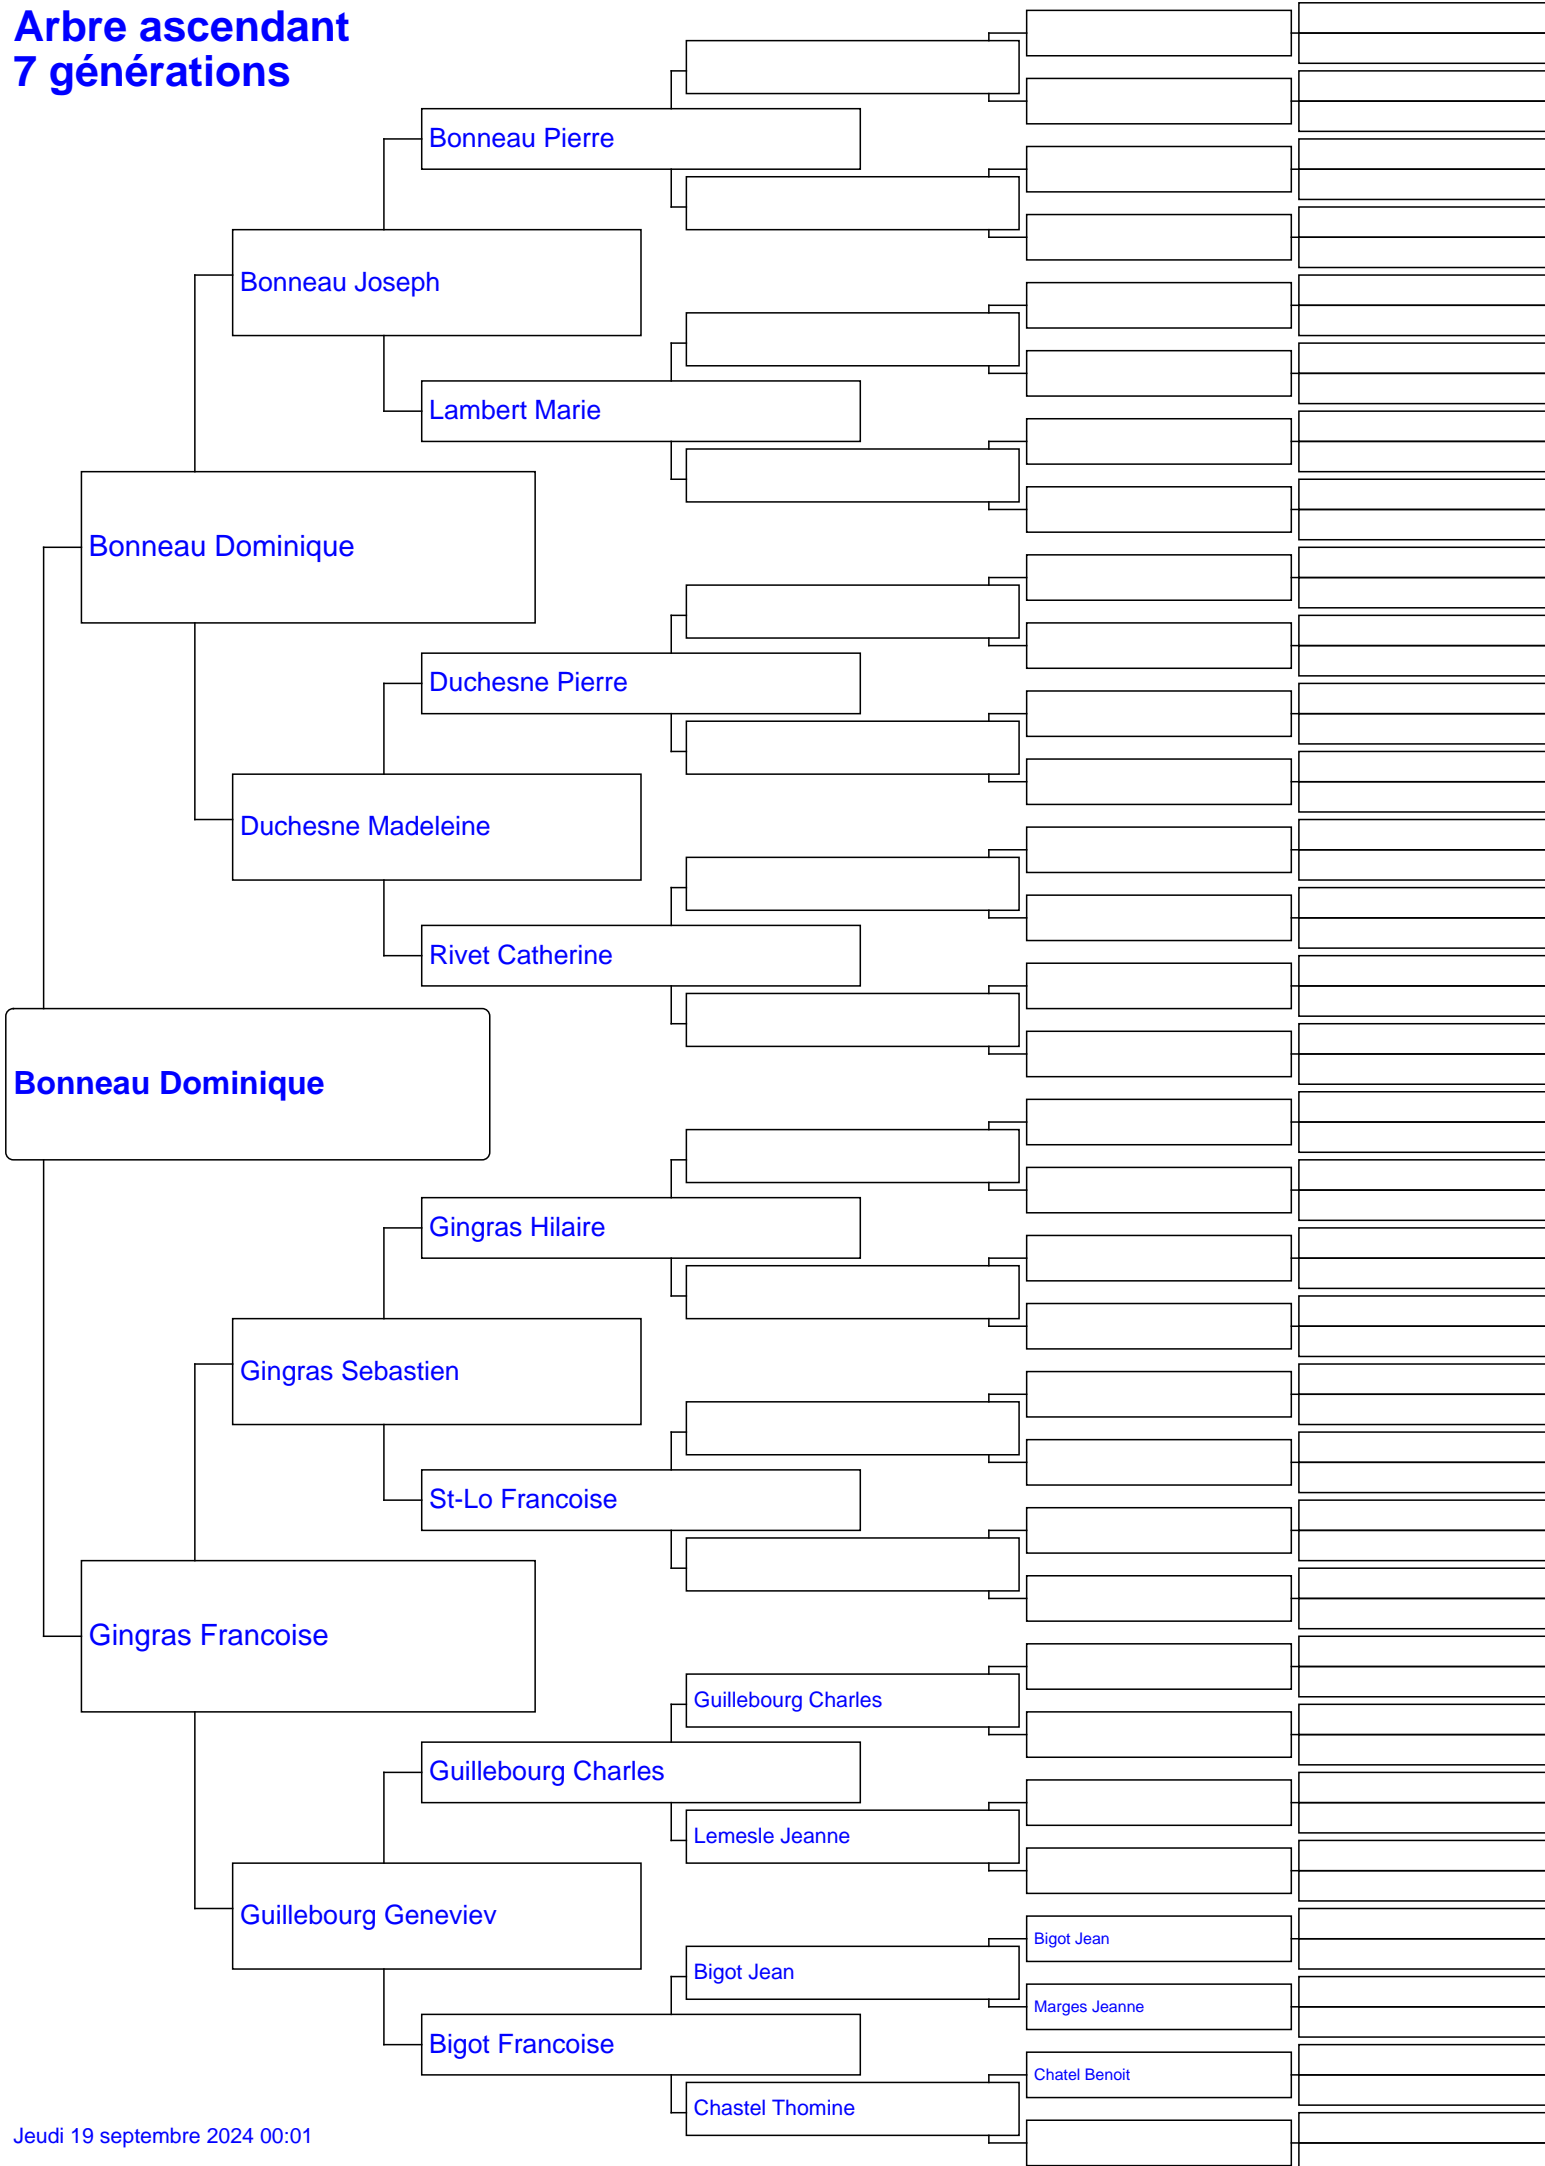 Arbre ascendant
7 générations
Bonneau Pierre
Bonneau Joseph
Lambert Marie
Bonneau Dominique
Duchesne Pierre
Duchesne Madeleine
Rivet Catherine
Bonneau Dominique
Gingras Hilaire
Gingras Sebastien
St-Lo Francoise
Gingras Francoise
Guillebourg Charles
Guillebourg Charles
Lemesle Jeanne
Guillebourg Geneviev
Bigot Jean
Bigot Jean
Marges Jeanne
Bigot Francoise
Chatel Benoit
Chastel Thomine
Jeudi 19 septembre 2024 00:01